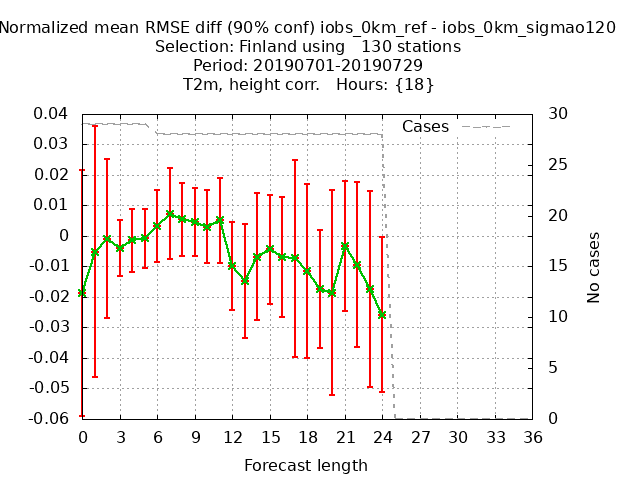 Normalized mean RMSE diff (90% conf) iobs_0km_ref - iobs_0km_sigmao120
Selection: Finland using 130 stations
Period: 20190701-20190729
T2m, height corr. Hours: {18}
0.04
0.03
0.02
0.01
0
-0.01
-0.02
-0.03
-0.04
-0.05
-0.06
Cases
30
25
20
15
10
5
0
No cases
0 3 6 9 12 15 18 21 24 27 30 33 36
Forecast length